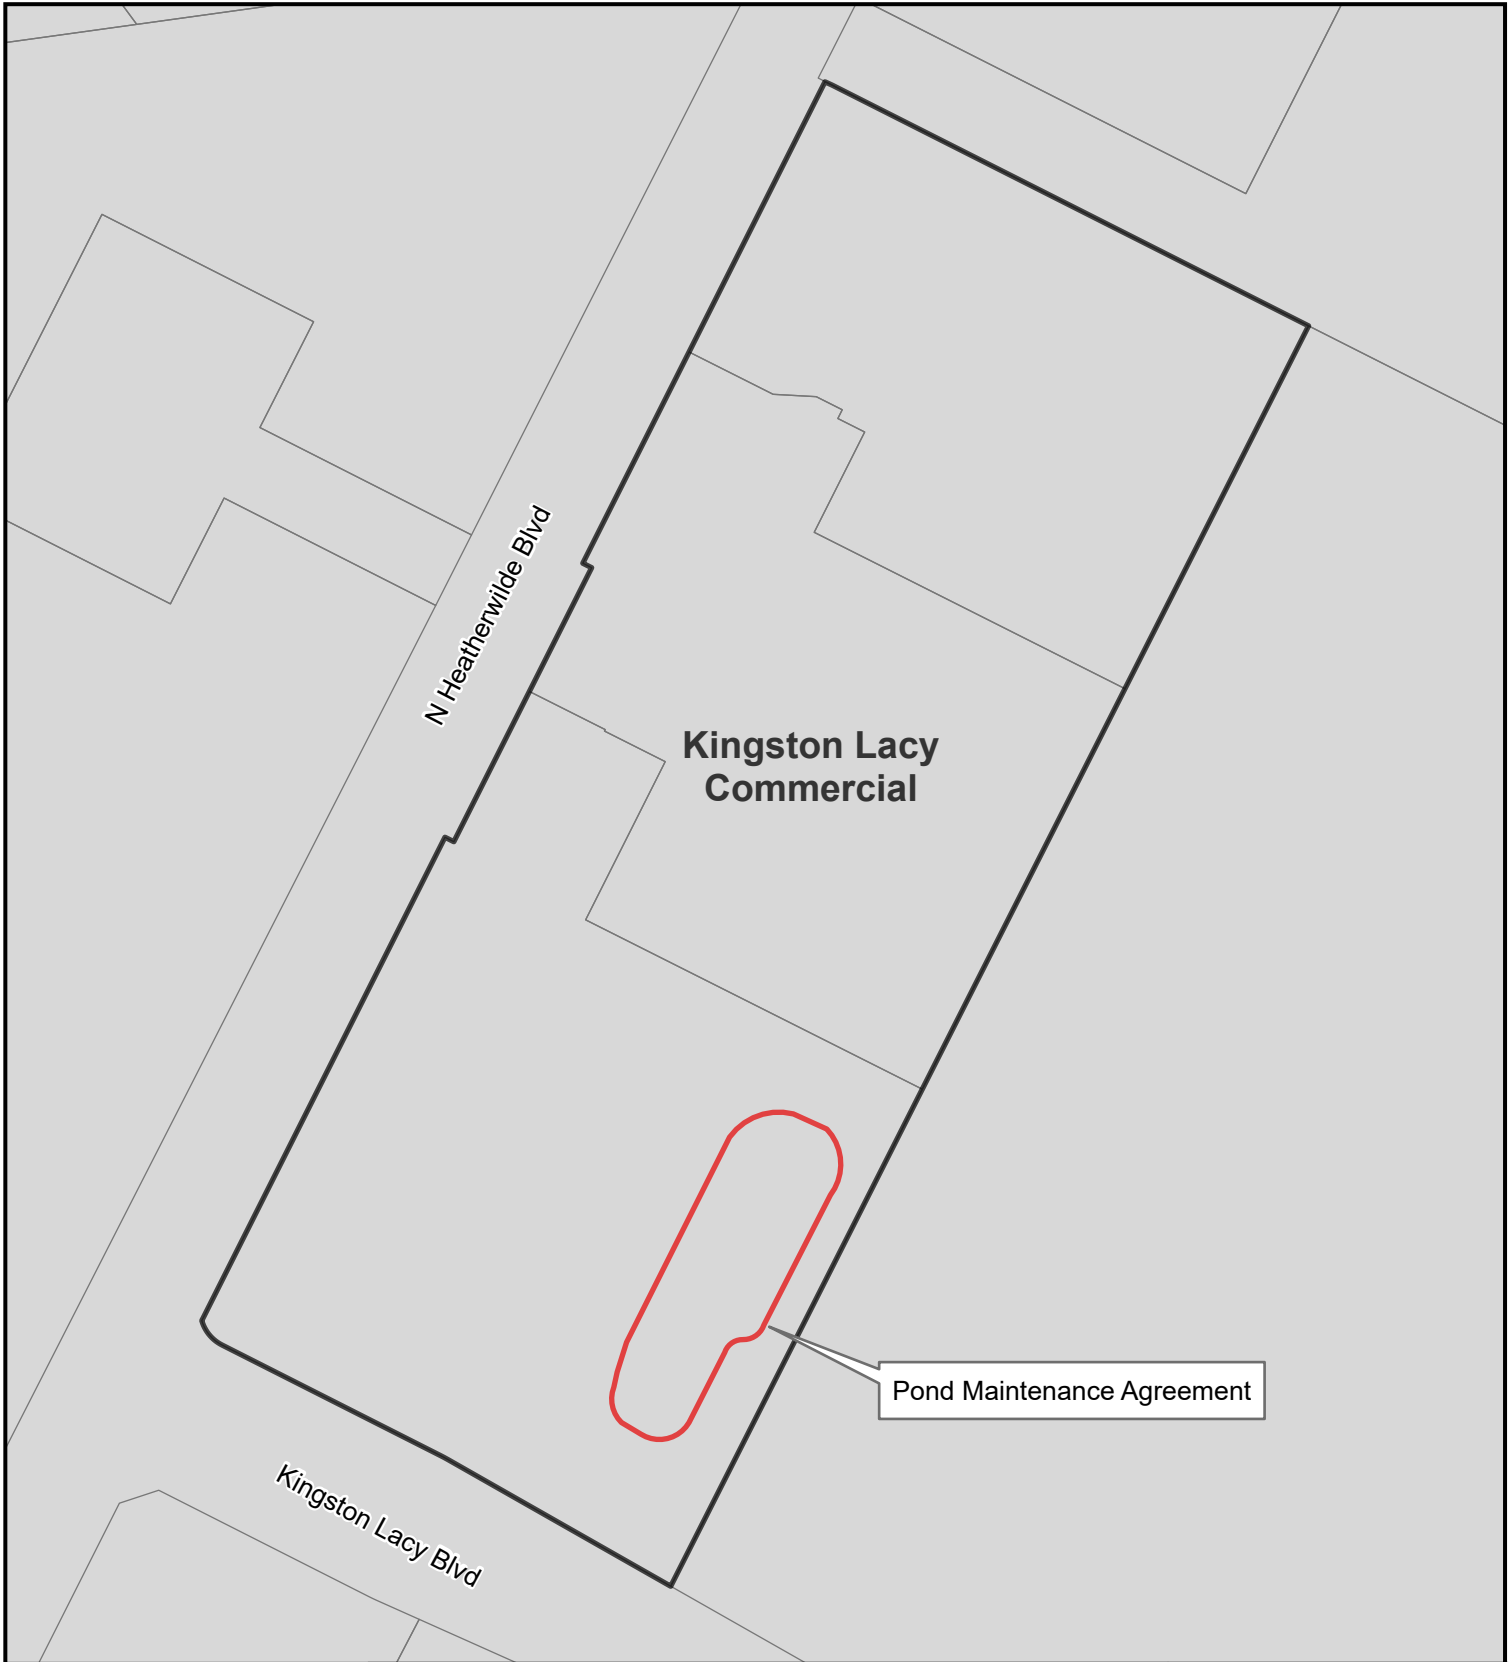 N Heatherwilde Blvd
Kingston Lacy
Commercial
Pond Maintenance Agreement
Kingston Lacy Blvd